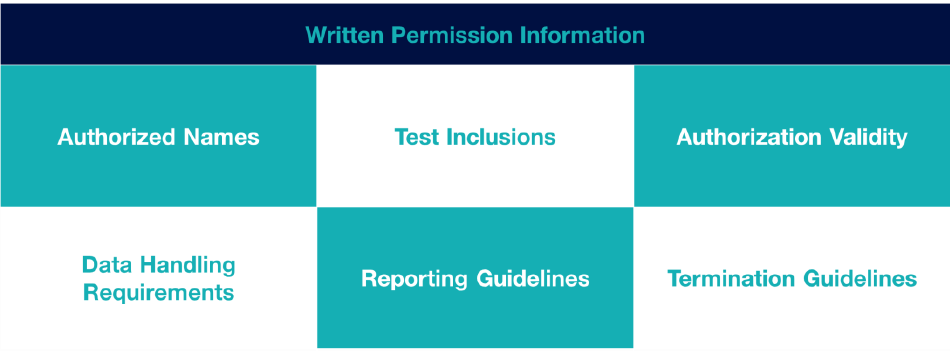 Written Permission Information
Authorized Names
Test Inclusions
Authorization Validity
Data Handling
Requirements
Reporting Guidelines
Termination Guidelines